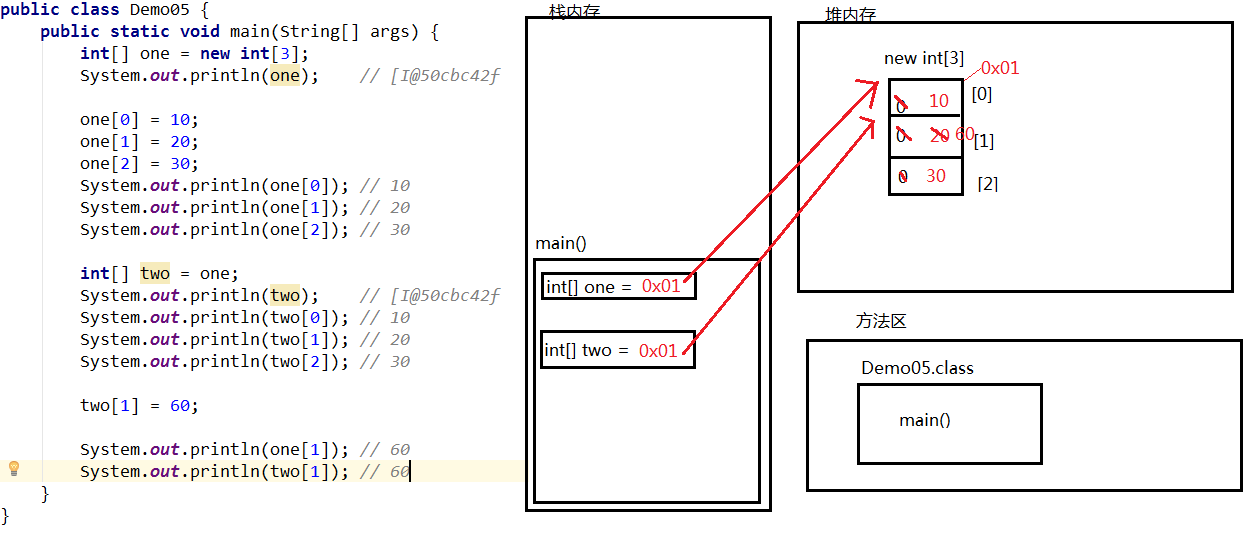 public class Demo05 {
public static void main(String[] args) {
int[] one = new int[3];
System.out.println(one);    // [I@50cbc42f
one[0] = 10;
one[1] = 20;
one[2] = 30;
System.out.println(one[0]); // 10
System.out.println(one[1]); // 20
System.out.println(one[2]); // 30
int[] two = one;
System.out.println(two);    // [I@50cbc42f
System.out.println(two[0]); // 10
System.out.println(two[1]); // 20
System.out.println(two[2]); // 30
two[1] = 60;
System.out.println(one[1]); // 60
System.out.println(two[1]); // 60
}
}
栈内存
main()
int[] one = 0x01
int[] two = 0x01
堆内存
new int[3]
0x01
0 10 [0]
0 20 60 [1]
0 30 [2]
方法区
Demo05.class
main()